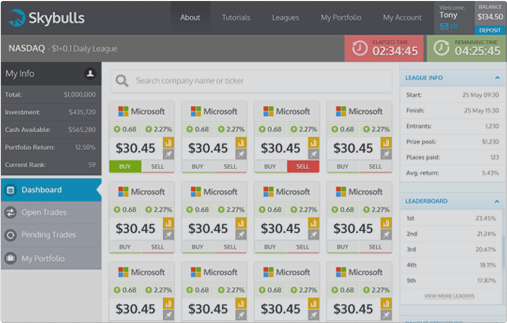 Skybulls
About Tutorials Leagues My Portfolio My Account
Welcome,
Tony
BALANCE
$134.50
DEPOSIT
NASDAQ - $1+0.1 Daily League
ELAPSED TIME
02:34:45
REMAINING TIME
04:25:45
My Info
Total: $1,000,000
Investment: $435,720
Cash Available: $565,280
Portfolio Return: 12.50%
Current Rank: 59
Dashboard
Open Trades
Pending Trades
My Portfolio
Search company name or ticker
Microsoft Microsoft Microsoft Microsoft
0.68 2.27% 0.68 2.27% 0.68 2.27% 0.68 2.27%
$30.45 $30.45 $30.45 $30.45
BUY SELL BUY SELL BUY SELL BUY SELL
Microsoft Microsoft Microsoft Microsoft
0.68 2.27% 0.68 2.27% 0.68 2.27% 0.68 2.27%
$30.45 $30.45 $30.45 $30.45
BUY SELL BUY SELL BUY SELL BUY SELL
Microsoft Microsoft Microsoft Microsoft
0.68 2.27% 0.68 2.27% 0.68 2.27% 0.68 2.27%
$30.45 $30.45 $30.45 $30.45
LEAGUE INFO
Start: 25 May 09:30
Finish: 25 May 15:30
Entrants: 1,230
Prize pool: $1,230
Places paid: 123
Avg. return: 5.43%
LEADERBOARD
1st 23.45%
2nd 21.24%
3rd 20.67%
4th 18.11%
5th 17.87%
VIEW MORE LEADERS